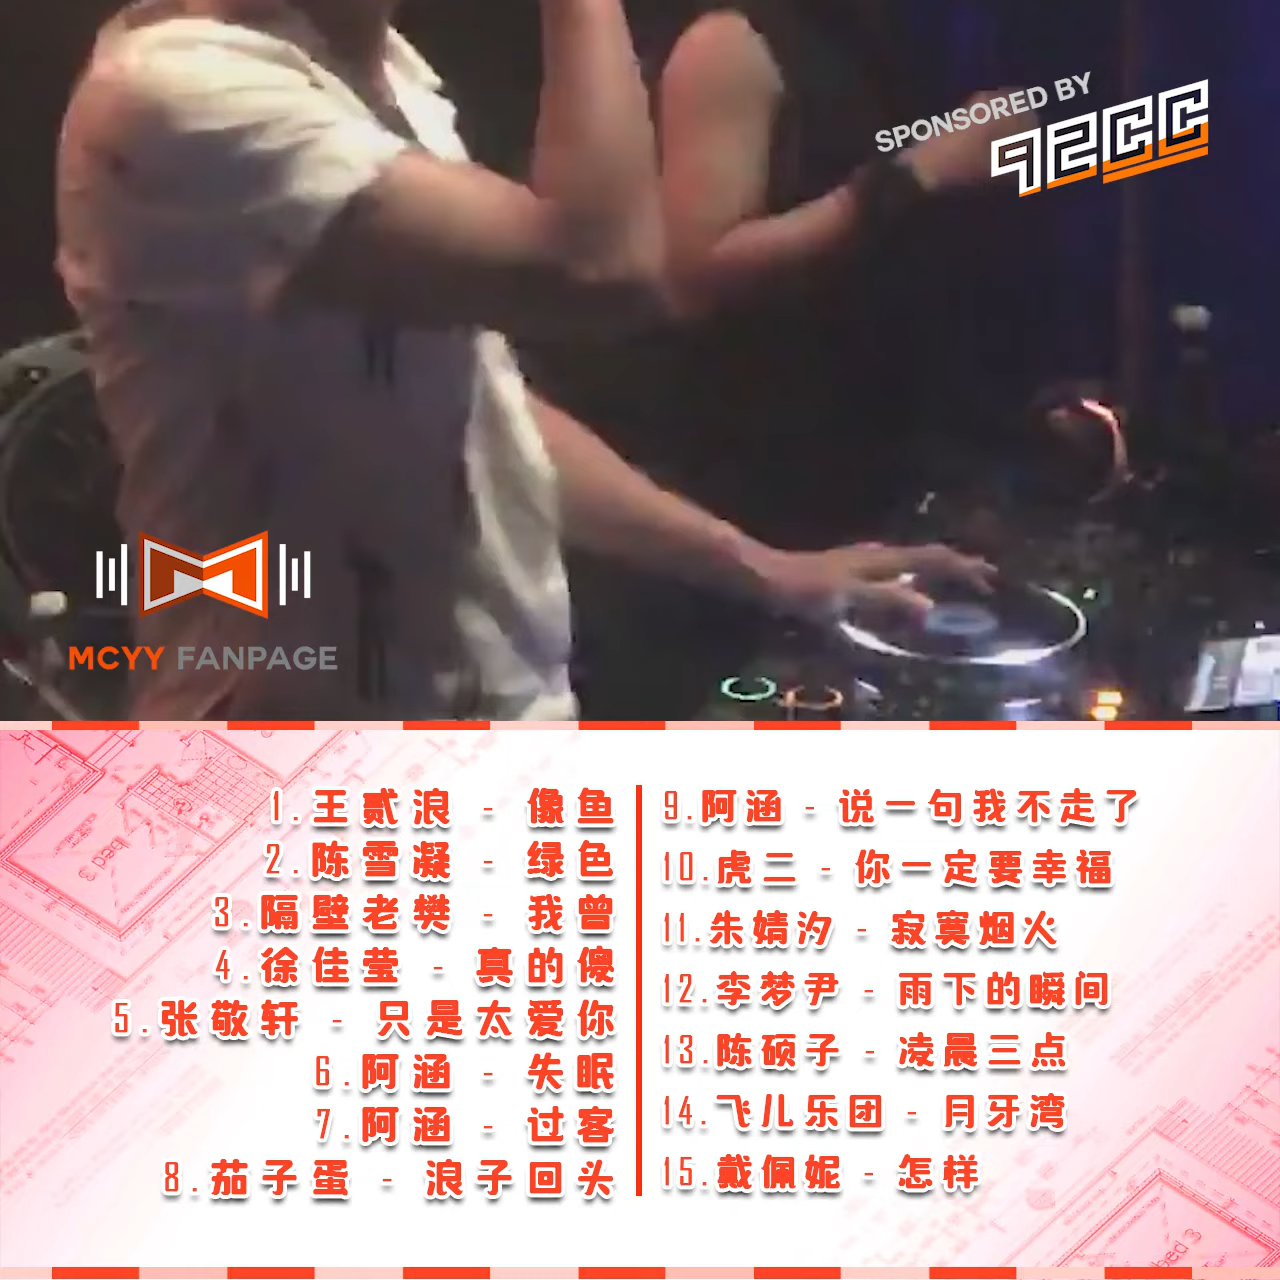 SPONSORED BY
92CC
MCYY FANPAGE
1.王贰浪 - 像鱼
2.陈雪凝 - 绿色
3.隔壁老樊 - 我曾
4.徐佳莹 - 真的傻
5.张敬轩 - 只是太爱你
6.阿涵 - 失眠
7.阿涵 - 过客
8.茄子蛋 - 浪子回头
9.阿涵 - 说一句我不走了
10.虎二 - 你一定要幸福
11.朱婧汐 - 寂寞烟火
12.李梦尹 - 雨下的瞬间
13.陈硕子 - 凌晨三点
14.飞儿乐团 - 月牙湾
15.戴佩妮 - 怎样